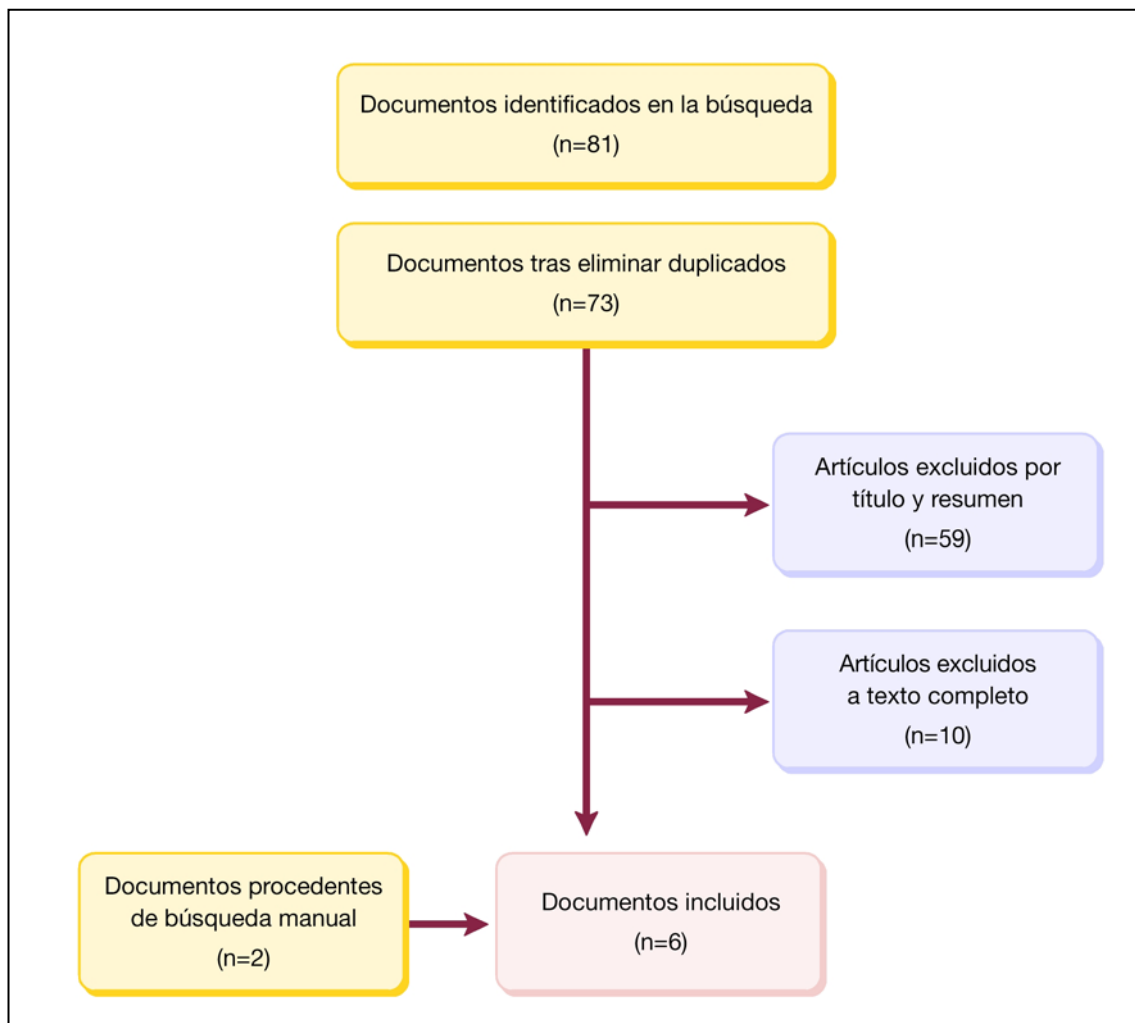 Documentos identificados en la búsqueda
(n=81)
Documentos tras eliminar duplicados
(n=73)
Artículos excluidos por
título y resumen
(n=59)
Artículos excluidos
a texto completo
(n=10)
Documentos procedentes
de búsqueda manual
(n=2)
Documentos incluidos
(n=6)